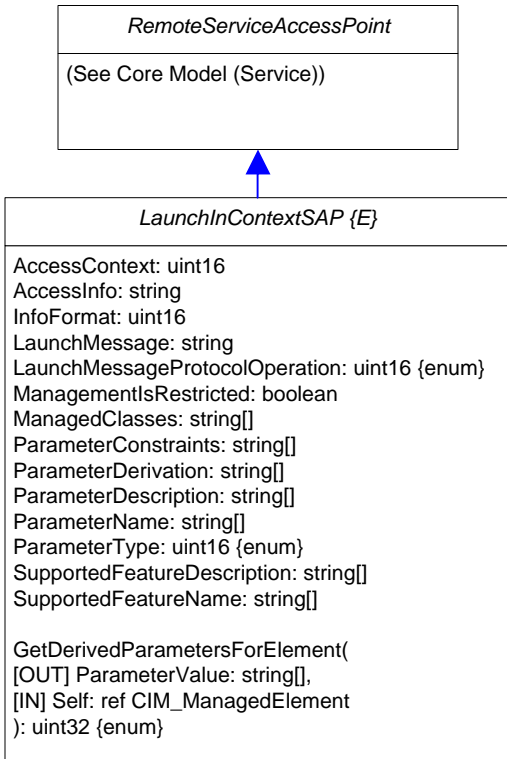 RemoteServiceAccessPoint
(See Core Model (Service))
LaunchInContextSAP {E}
AccessContext: uint16
AccessInfo: string
InfoFormat: uint16
LaunchMessage: string
LaunchMessageProtocolOperation: uint16 {enum}
ManagementIsRestricted: boolean
ManagedClasses: string[]
ParameterConstraints: string[]
ParameterDerivation: string[]
ParameterDescription: string[]
ParameterName: string[]
ParameterType: uint16 {enum}
SupportedFeatureDescription: string[]
SupportedFeatureName: string[]
GetDerivedParametersForElement(
[OUT] ParameterValue: string[],
[IN] Self: ref CIM_ManagedElement
): uint32 {enum}